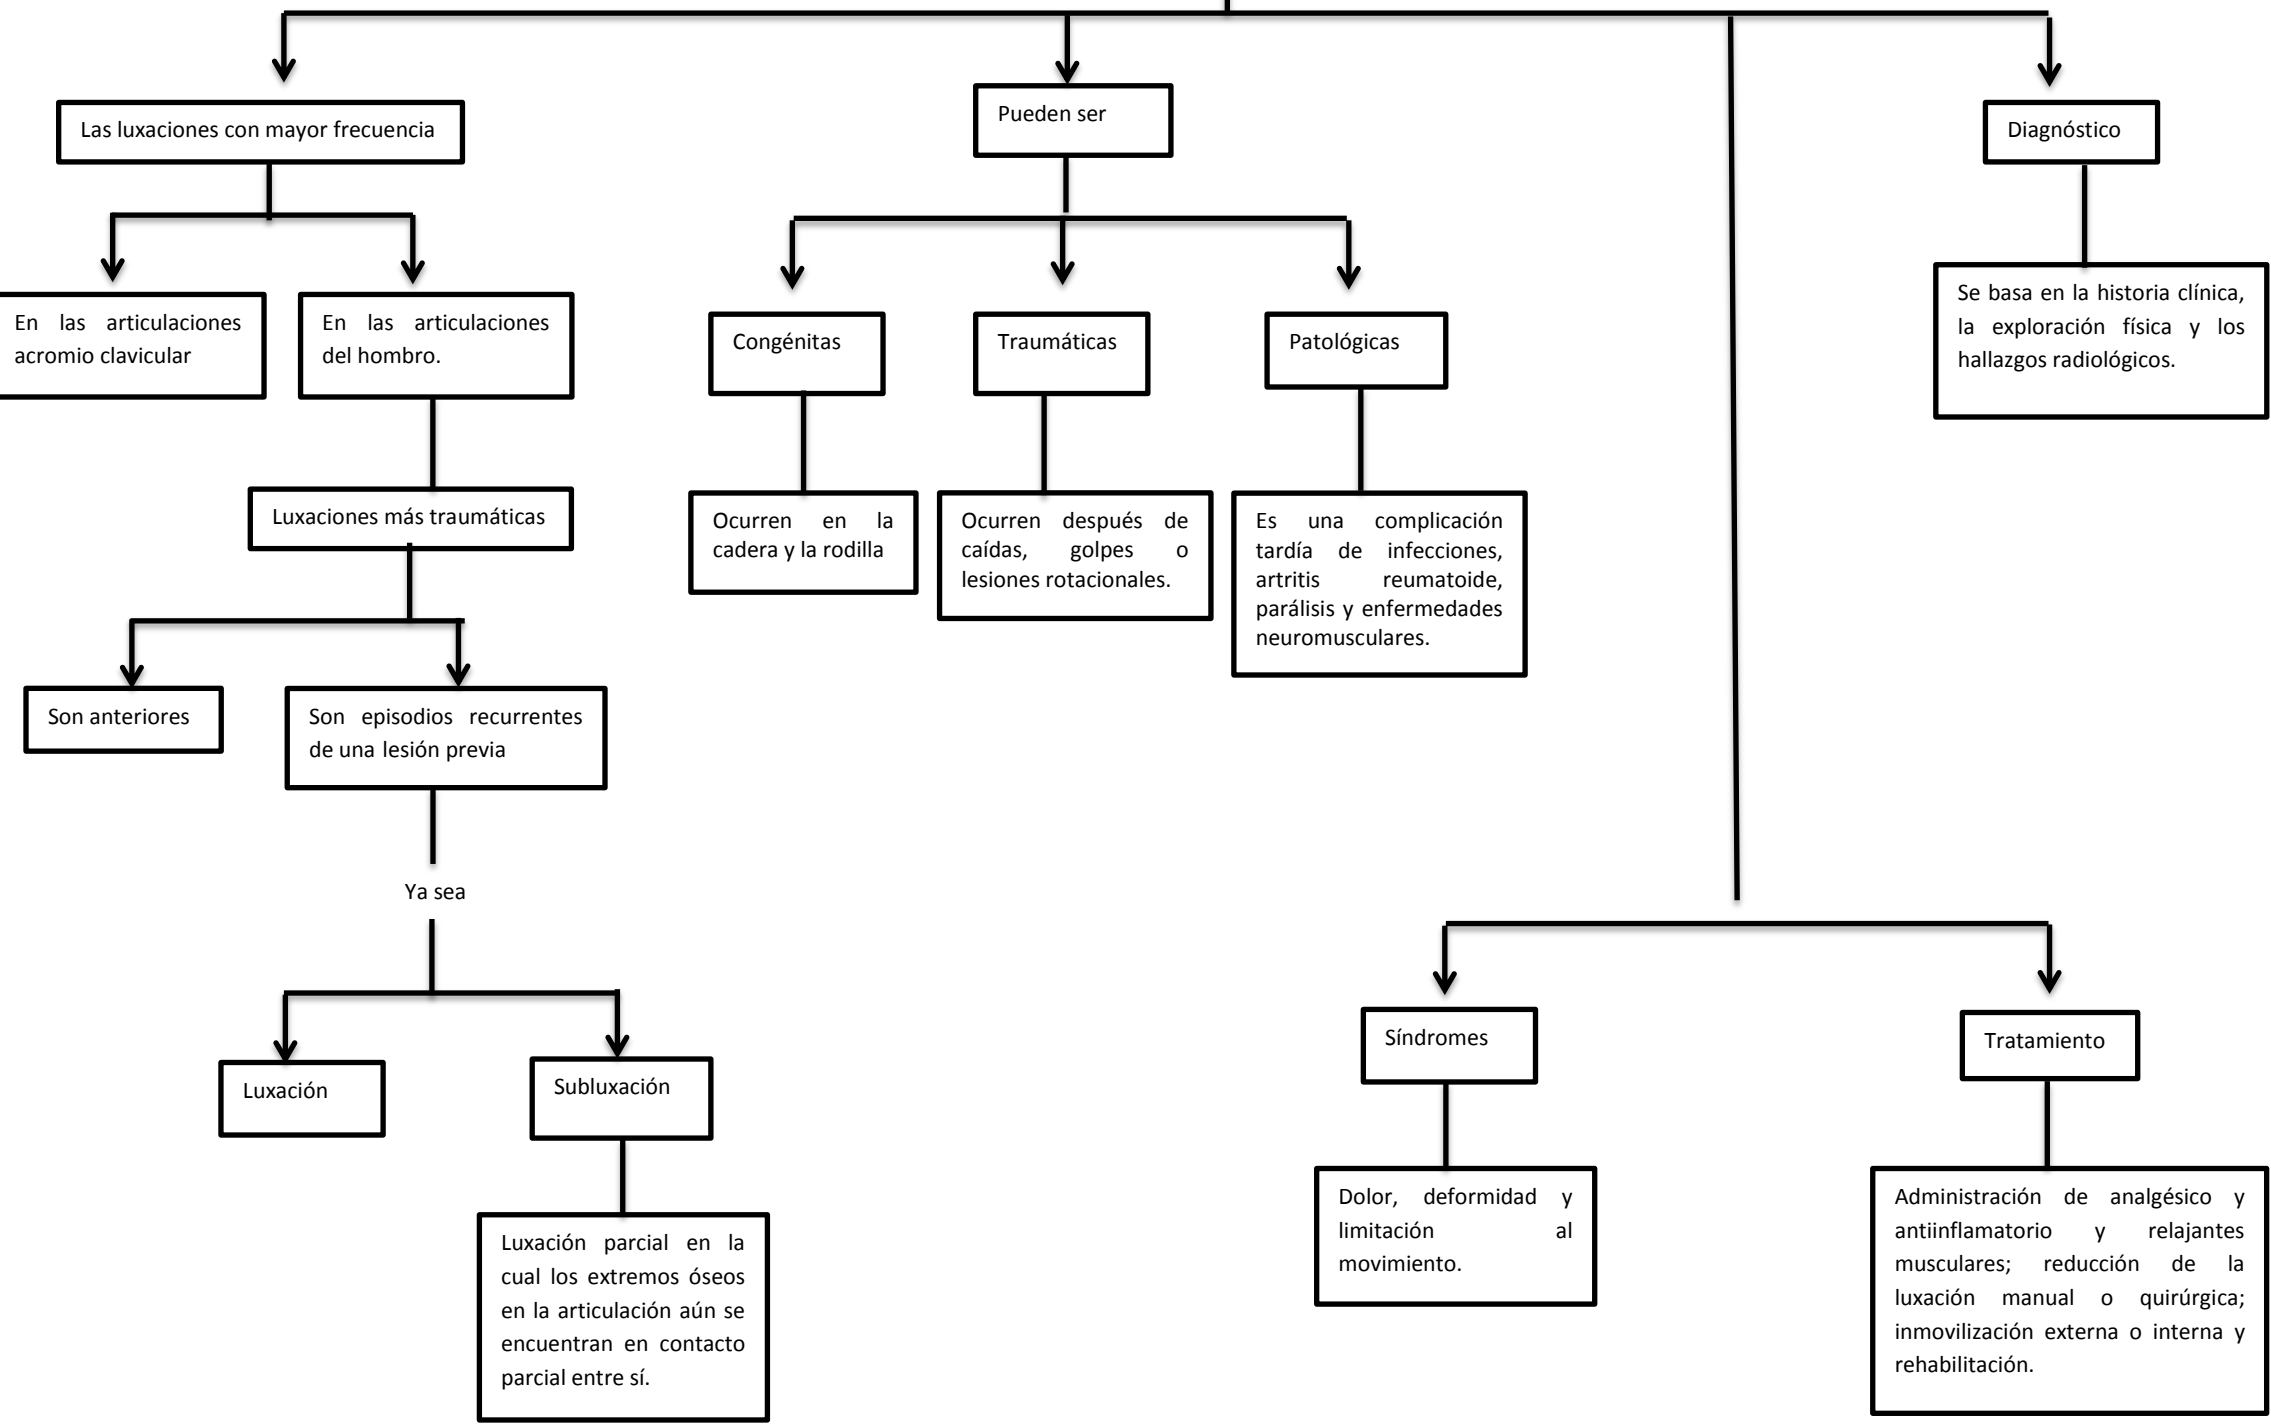 Las luxaciones con mayor frecuencia
Pueden ser
Diagnóstico
En las articulaciones
acromio clavicular
En las articulaciones
del hombro.
Congénitas
Traumáticas
Patológicas
Se basa en la historia clínica,
la exploración física y los
hallazgos radiológicos.
Luxaciones más traumáticas
Ocurren en la
cadera y la rodilla
Ocurren después de
caídas, golpes o
lesiones rotacionales.
Es una complicación
tardía de infecciones,
artritis reumatoide,
parálisis y enfermedades
neuromusculares.
Son anteriores
Son episodios recurrentes
de una lesión previa
Ya sea
Luxación
Subluxación
Luxación parcial en la
cual los extremos óseos
en la articulación aún se
encuentran en contacto
parcial entre sí.
Síndromes
Tratamiento
Dolor, deformidad y
limitación al
movimiento.
Administración de analgésico y
antiinflamatorio y relajantes
musculares; reducción de la
luxación manual o quirúrgica;
inmovilización externa o interna y
rehabilitación.